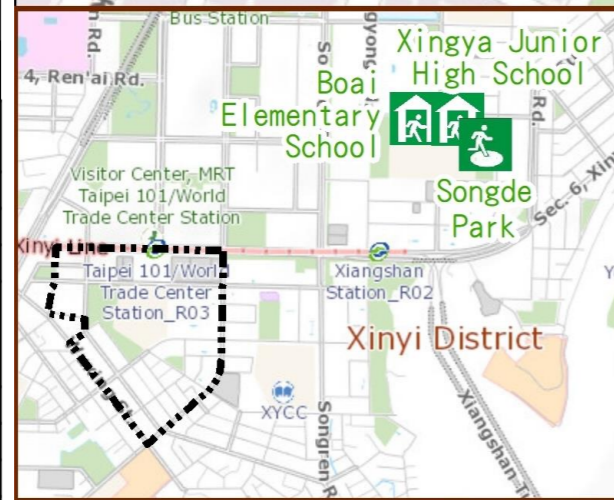 Bus Station
n Rd.
4, Ren'ai Rd.
Xingya Junior
High School
Boai
Elementary
School
Rd.
Songde
Park
Sec. 6, Xiny
Visitor Center, MRT
Taipei 101/World
Trade Center Station
Xinyi Line
Taipei 101/World
Trade Center
Station_R03
Xiangshan
Station_R02
Xinyi District
XYCC
Songren R
Xiangshan T